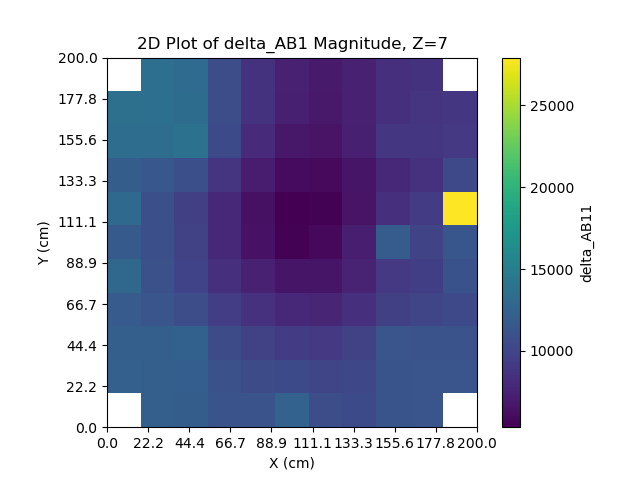 2D Plot of delta_AB1 Magnitude, Z=7
200.0
177.8
155.6
133.3
111.1
88.9
66.7
44.4
22.2
0.0
Y (cm)
0.0 22.2 44.4 66.7 88.9 111.1 133.3 155.6 177.8 200.0
X (cm)
25000
20000
15000
10000
delta_AB11